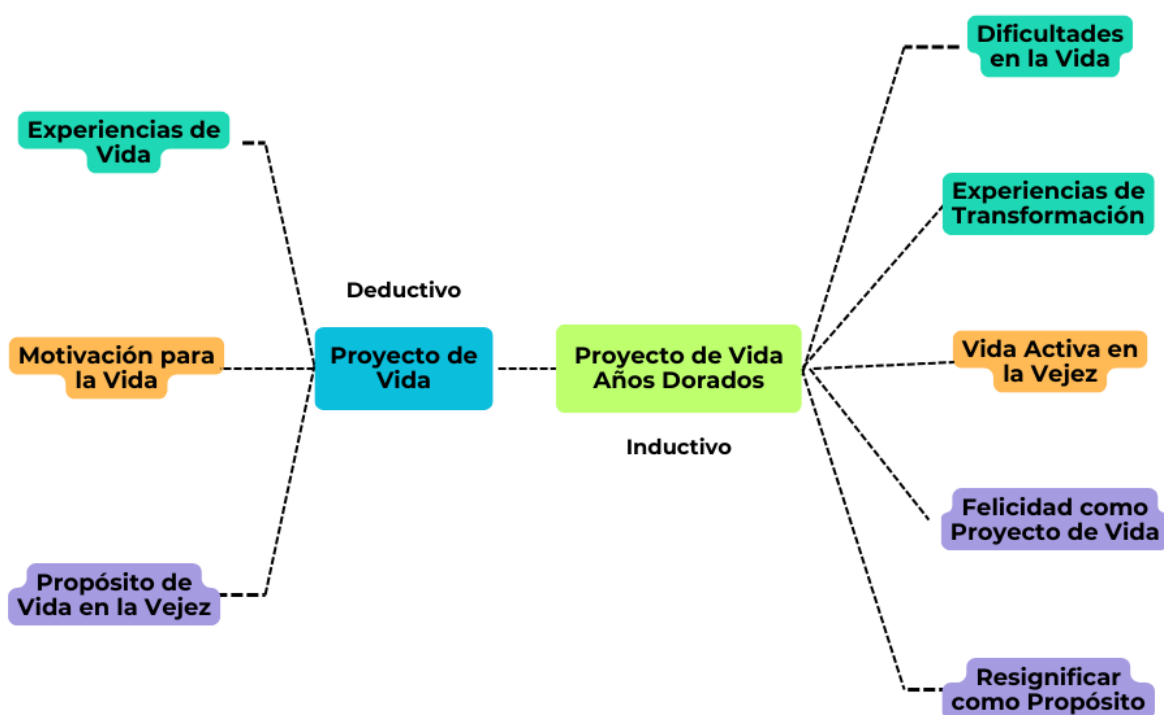 Dificultades
en la Vida
Experiencias de
Vida
Experiencias de
Transformación
Deductivo
Motivación para
la Vida
Proyecto de
Vida
Proyecto de Vida
Años Dorados
Vida Activa en
la Vejez
Inductivo
Felicidad como
Proyecto de Vida
Propósito de
Vida en la Vejez
Resignificar
como Propósito